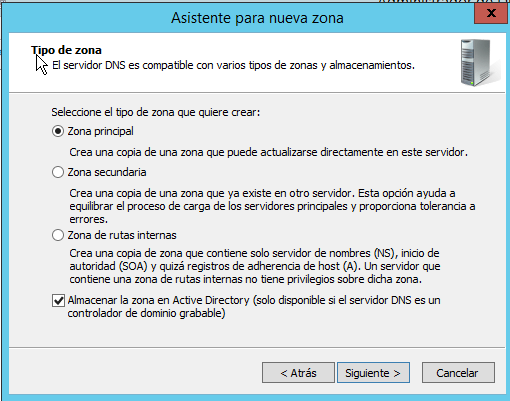 Asistente para nueva zona
x
Tipo de zona
El servidor DNS es compatible con varios tipos de zonas y almacenamientos.
Seleccione el tipo de zona que quiere crear:
Zona principal
Crea una copia de una zona que puede actualizarse directamente en este servidor.
Zona secundaria
Crea una copia de una zona que ya existe en otro servidor. Esta opción ayuda a
equilibrar el proceso de carga de los servidores principales y proporciona tolerancia a
errores.
Zona de rutas internas
Crea una copia de zona que contiene solo servidor de nombres (NS), inicio de
autoridad (SOA) y quizá registros de adherencia de host (A). Un servidor que
contiene una zona de rutas internas no tiene privilegios sobre dicha zona.
Almacenar la zona en Active Directory (solo disponible si el servidor DNS es un
controlador de dominio grabable)
< Atrás
Siguiente >
Cancelar